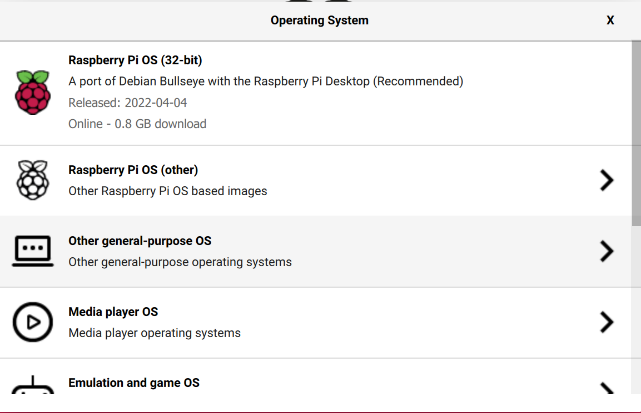 Operating System
X
Raspberry Pi OS (32-bit)
A port of Debian Bullseye with the Raspberry Pi Desktop (Recommended)
Released: 2022-04-04
Online - 0.8 GB download
Raspberry Pi OS (other)
Other Raspberry Pi OS based images
Other general-purpose OS
Other general-purpose operating systems
Media player OS
Media player operating systems
Emulation and game OS